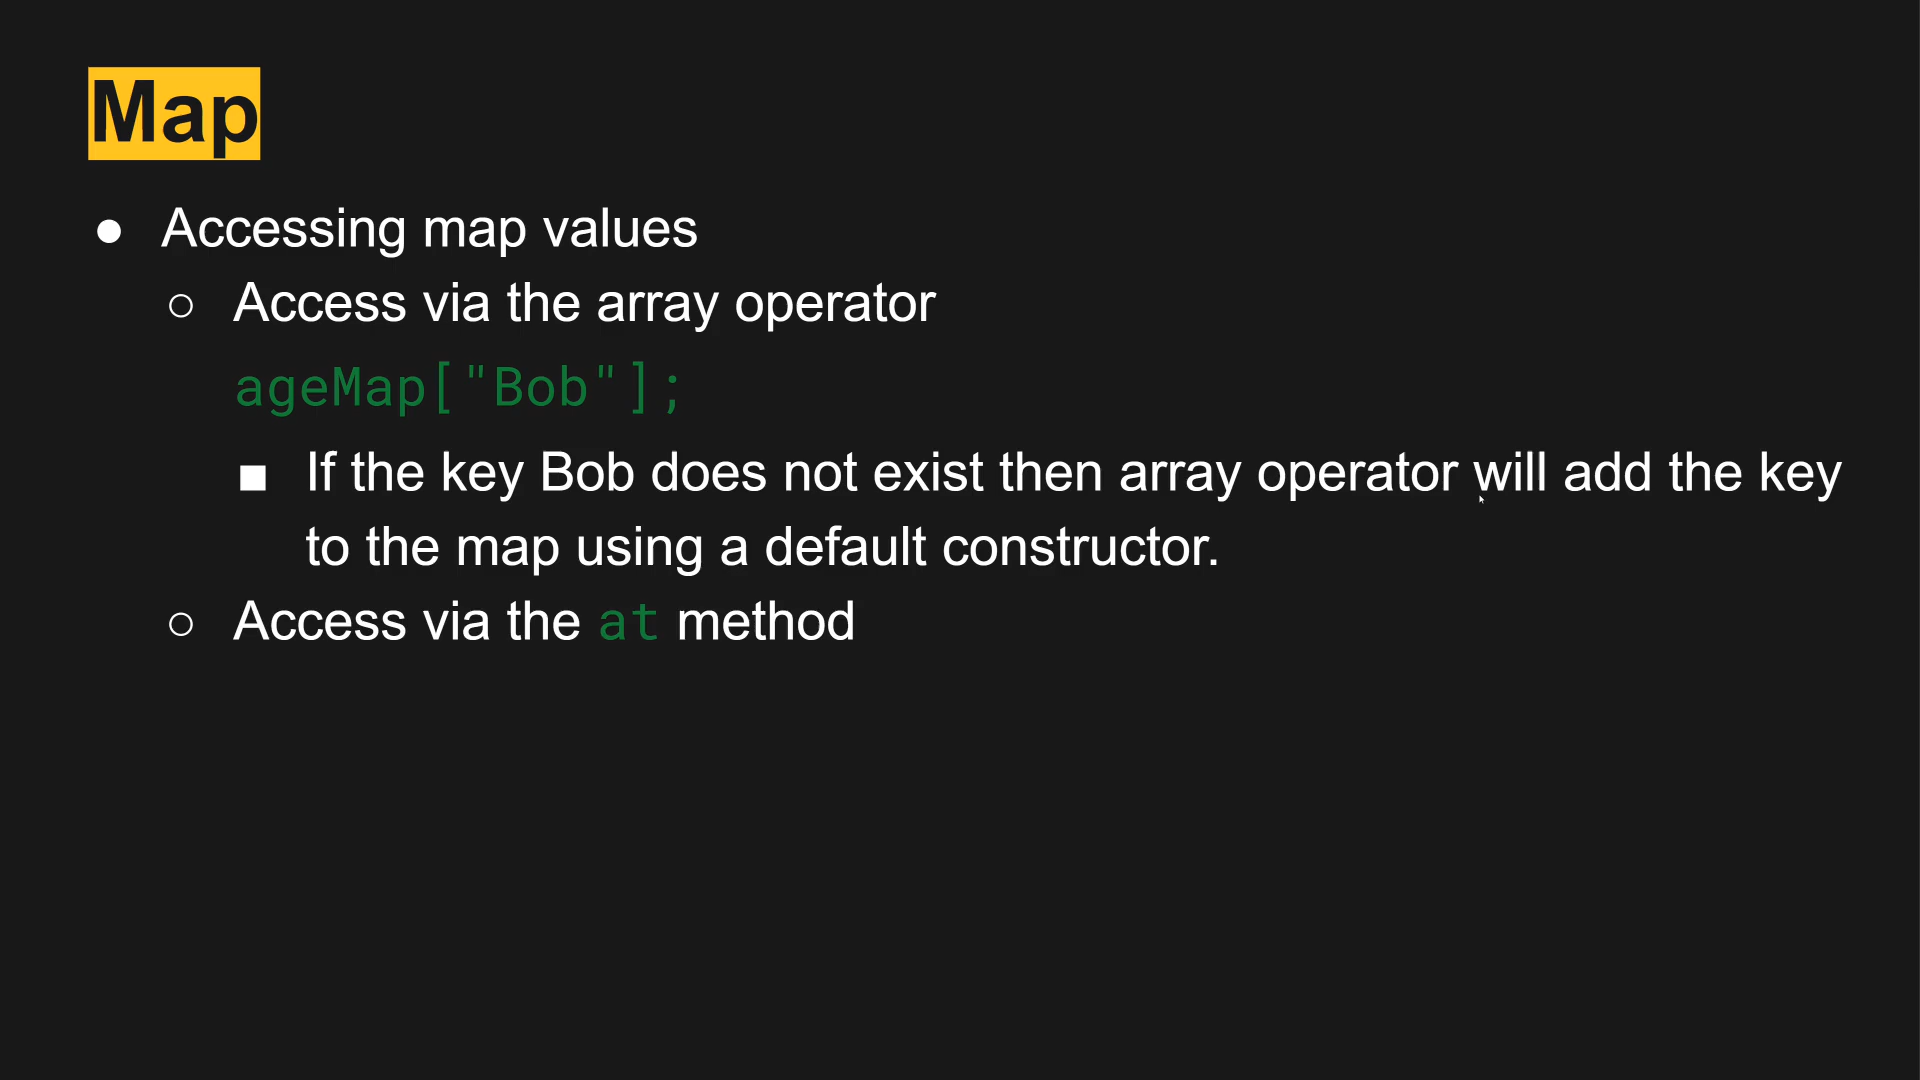 Map
● Accessing map values
○ Access via the array operator
ageMap["Bob"];
■ If the key Bob does not exist then array operator will add the key
to the map using a default constructor.
○ Access via the at method